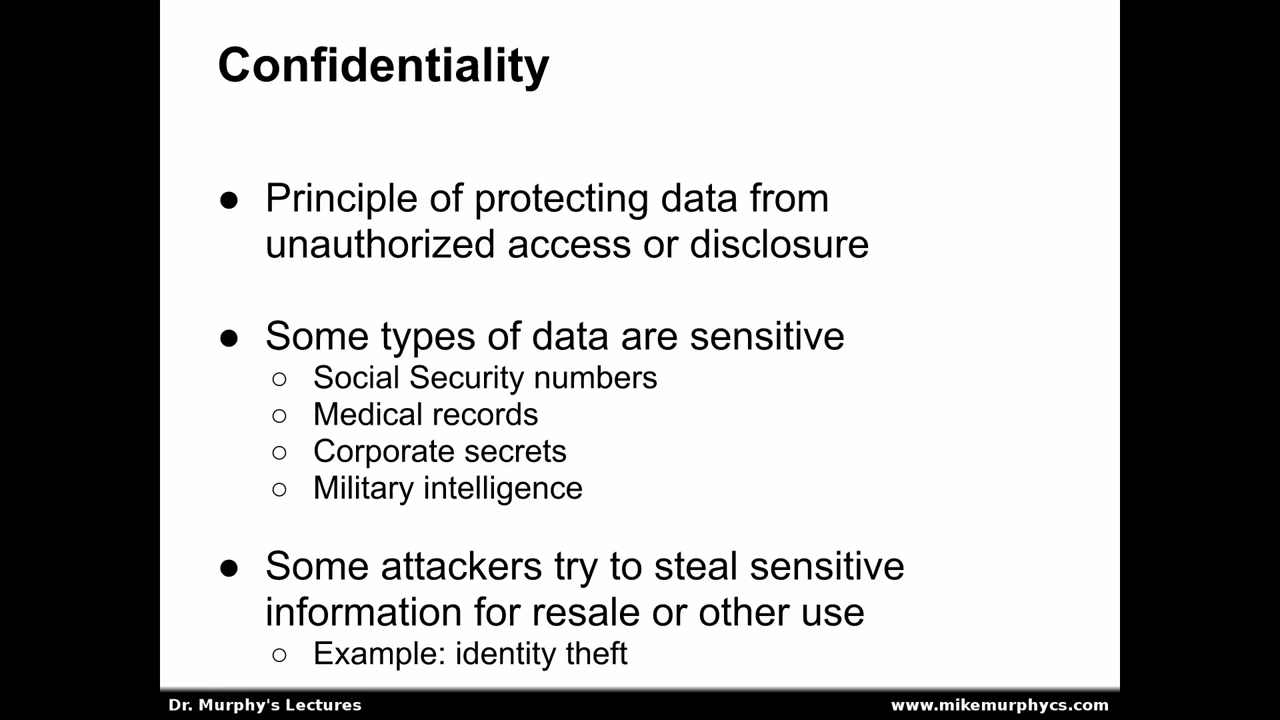 Confidentiality
● Principle of protecting data from
unauthorized access or disclosure
● Some types of data are sensitive
○ Social Security numbers
○ Medical records
○ Corporate secrets
○ Military intelligence
● Some attackers try to steal sensitive
information for resale or other use
○ Example: identity theft
Dr. Murphy's Lectures
www.mikemurphycs.com